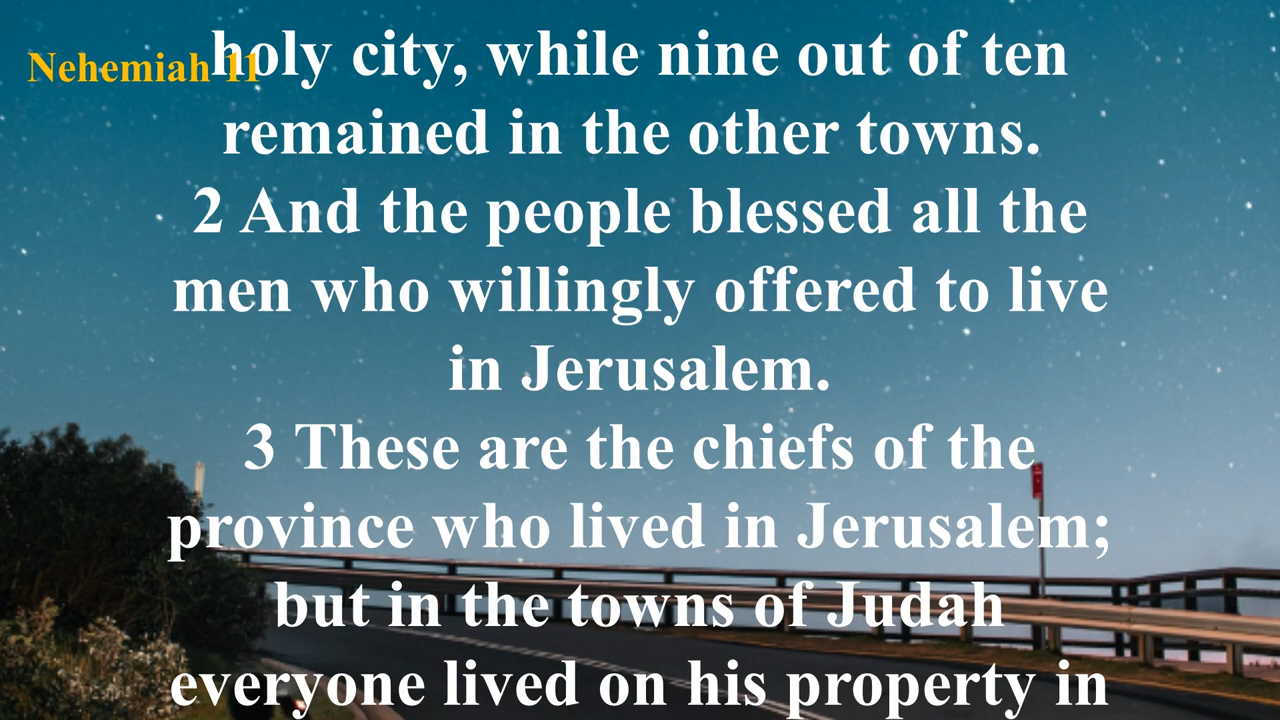 Nehemiah 11
holy city, while nine out of ten
remained in the other towns.
2 And the people blessed all the
men who willingly offered to live
in Jerusalem.
3 These are the chiefs of the
province who lived in Jerusalem;
but in the towns of Judah
everyone lived on his property in